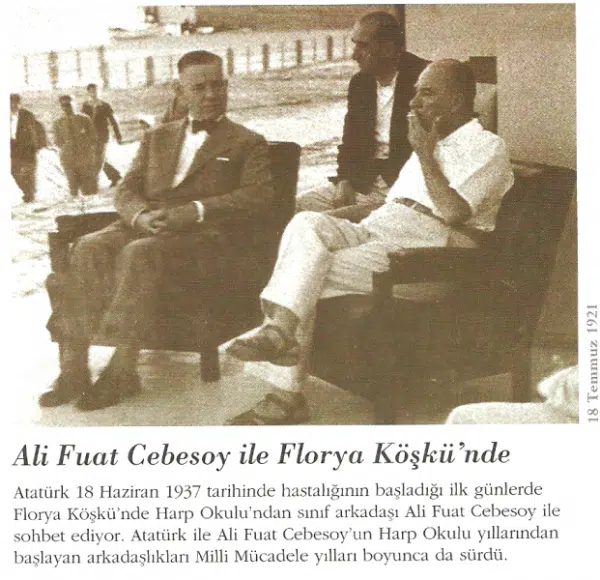 18 Temmuz 1921
Ali Fuat Cebesoy ile Florya Köşkü’nde
Atatürk 18 Haziran 1937 tarihinde hastalığının başladığı ilk günlerde
Florya Köşkü’nde Harp Okulu’ndan sınıf arkadaşı Ali Fuat Cebesoy ile
sohbet ediyor. Atatürk ile Ali Fuat Cebesoy’un Harp Okulu yıllarından
başlayan arkadaşlıkları Milli Mücadele yılları boyunca da sürdü.